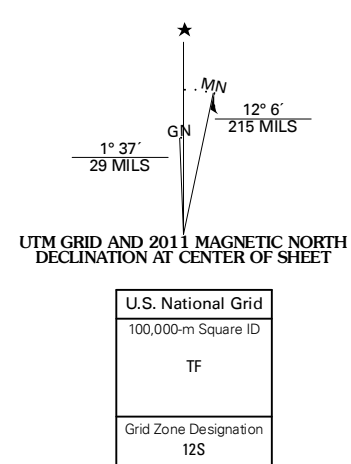 ★
MN
GN
12° 6´
215 MILS
1° 37´
29 MILS
UTM GRID AND 2011 MAGNETIC NORTH
DECLINATION AT CENTER OF SHEET
U.S. National Grid
100,000-m Square ID
TF
Grid Zone Designation
12S